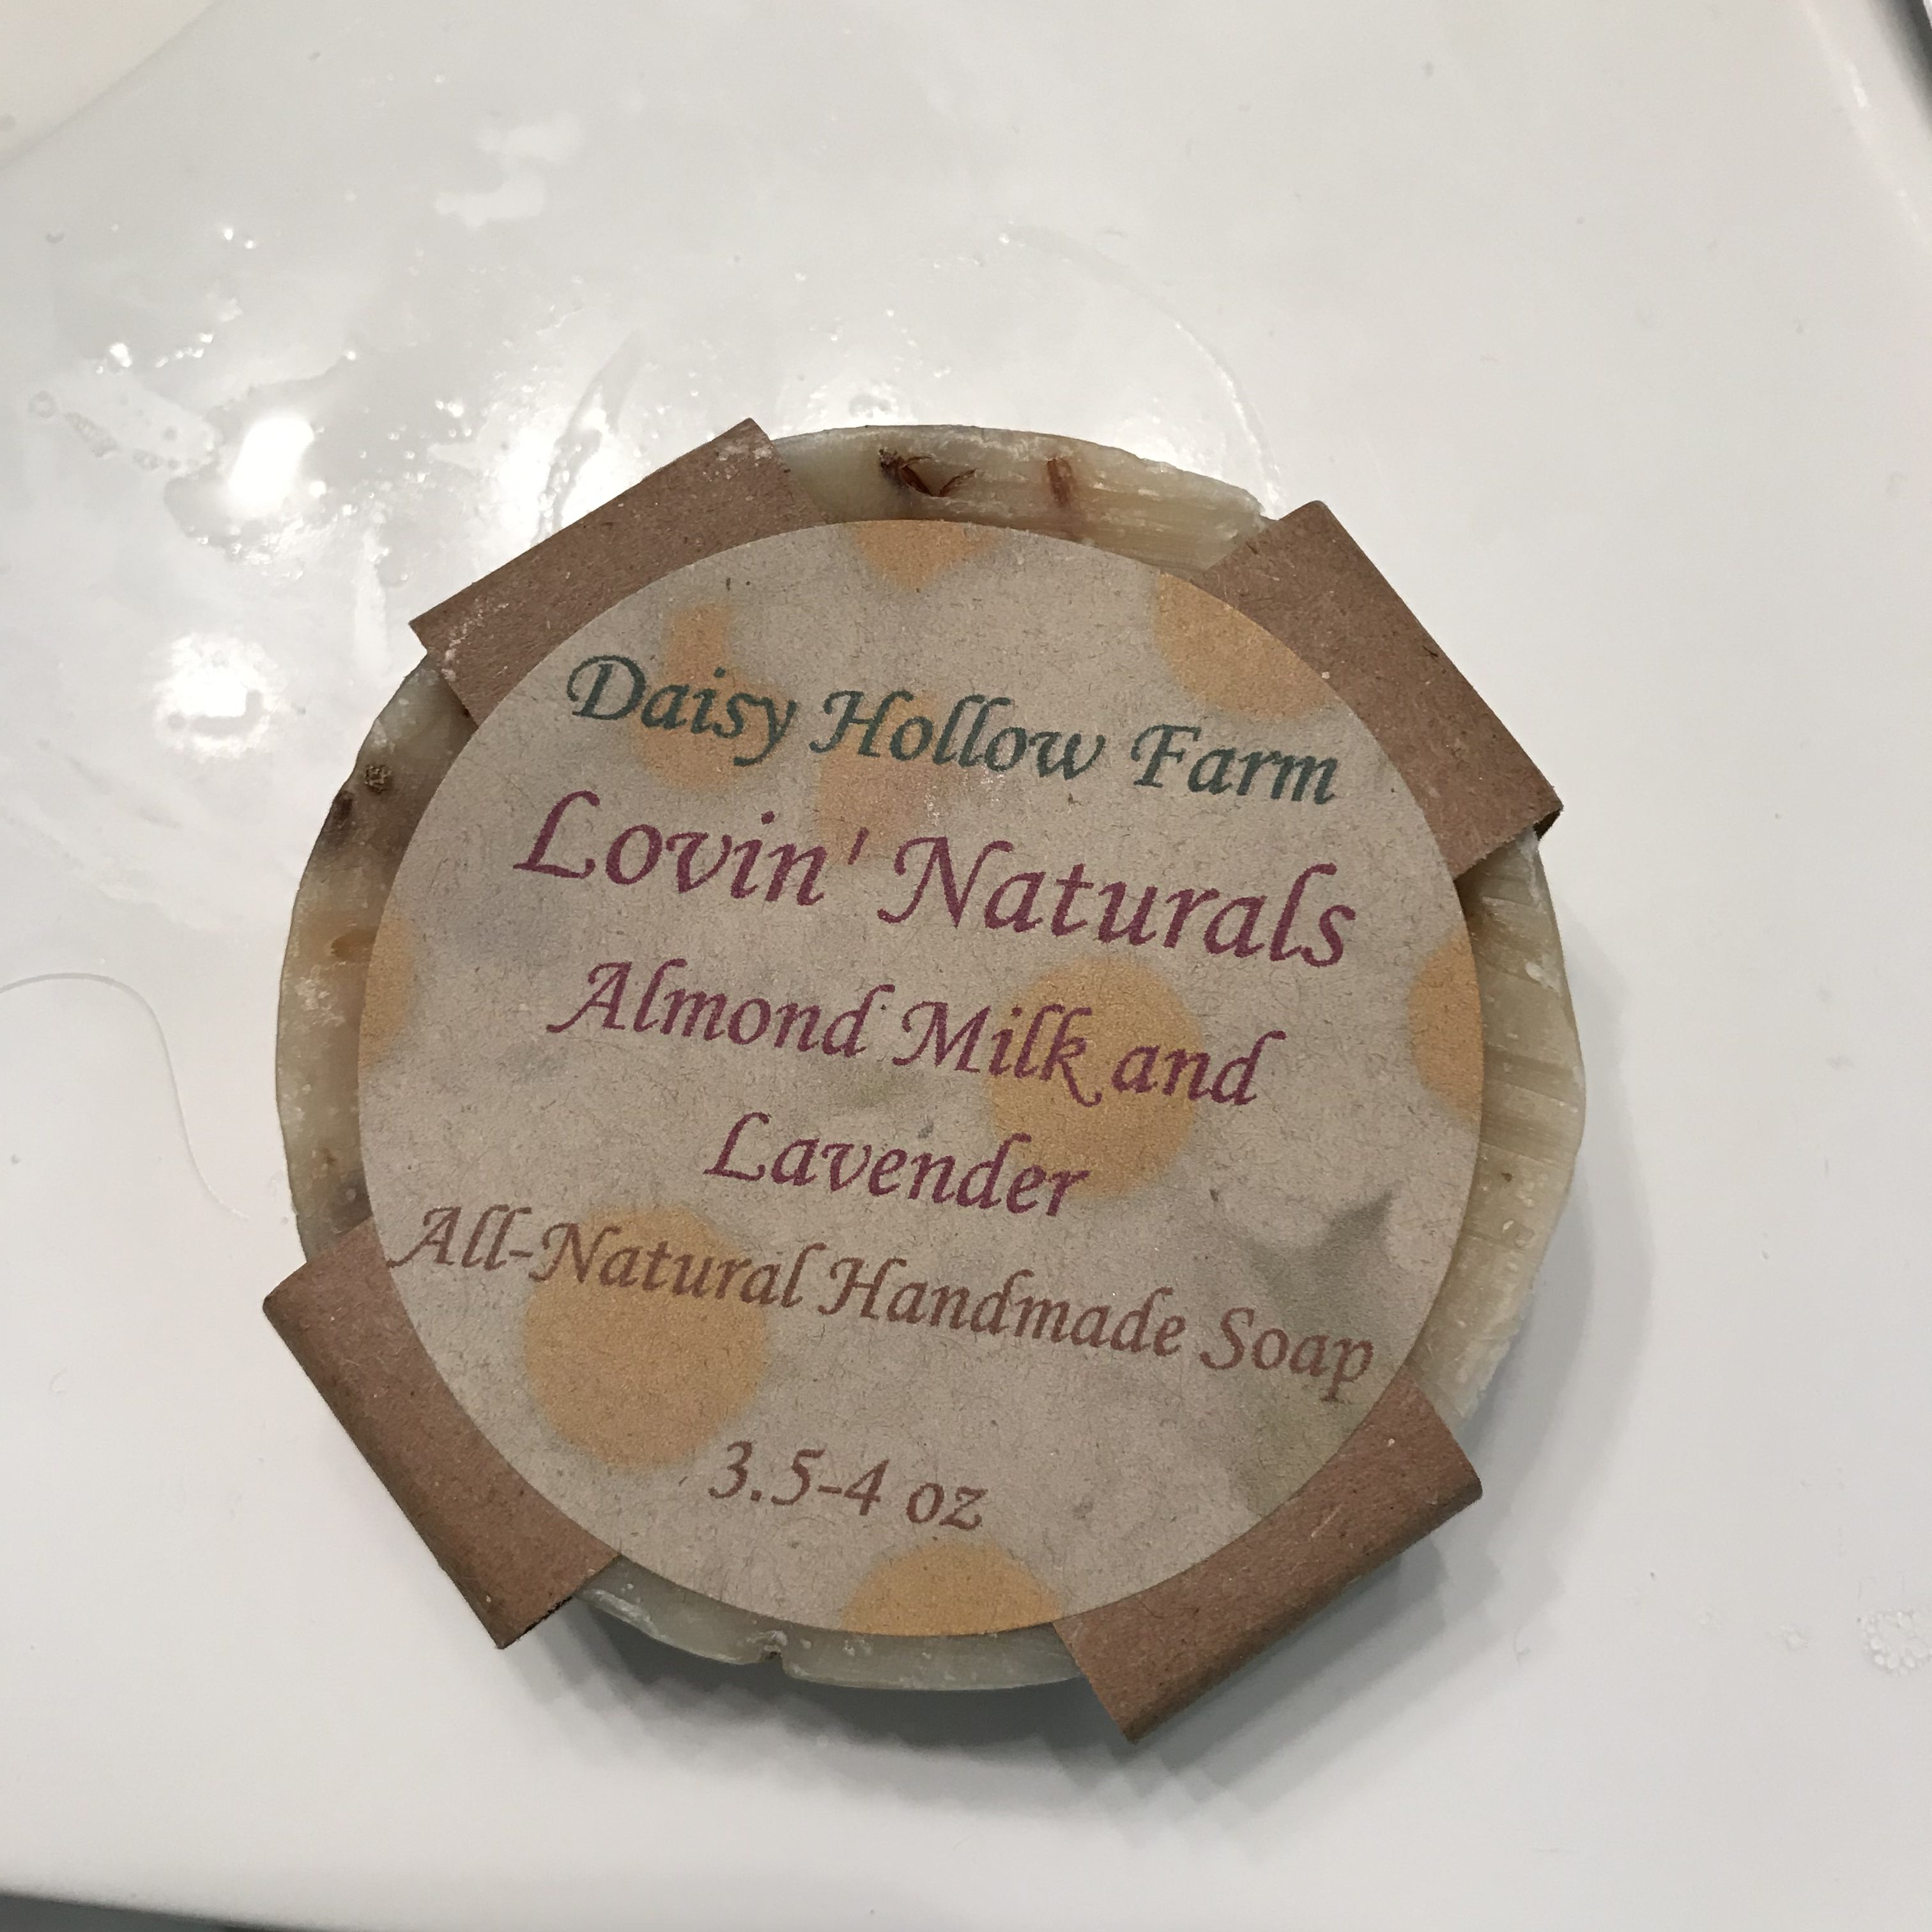 Daisy Hollow Farm
Lovin' Naturals
Almond Milk and
Lavender
All-Natural Handmade Soap
3.5-4 oz